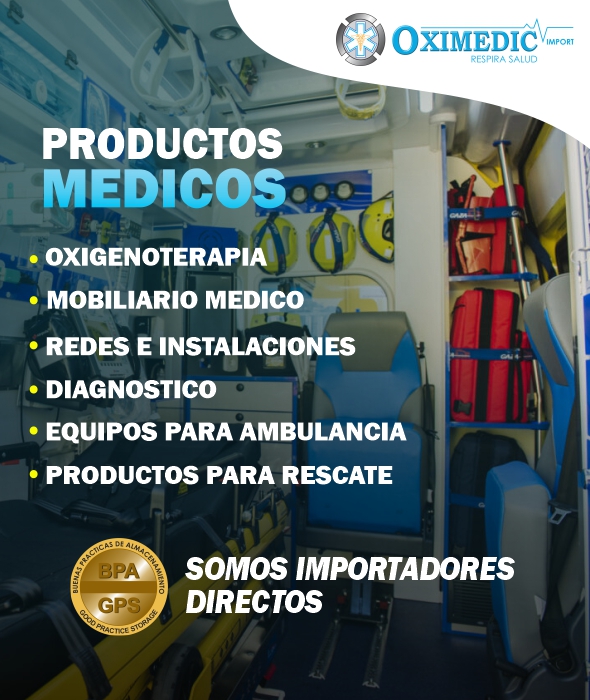 OXIMEDIC
IMPORT
RESPIRA SALUD
PRODUCTOS
MEDICOS
• OXIGENOTERAPIA
• MOBILIARIO MEDICO
• REDES E INSTALACIONES
• DIAGNOSTICO
• EQUIPOS PARA AMBULANCIA
• PRODUCTOS PARA RESCATE
BUENAS PRACTICAS DE ALMACENAMIENTO
BPA
GPS
GOOD PRACTICE STORAGE
SOMOS IMPORTADORES
DIRECTOS